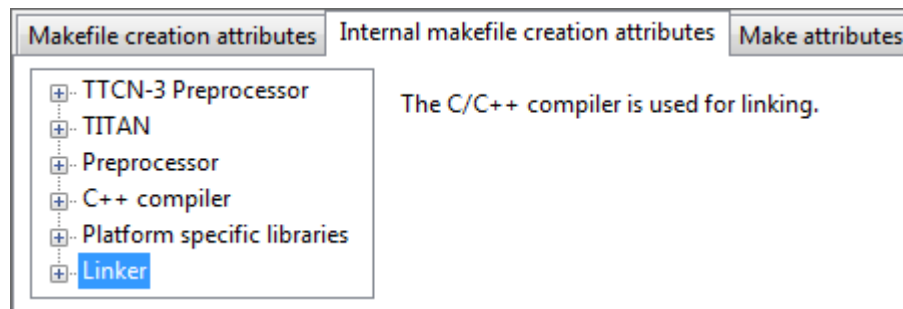 Makefile creation attributes Internal makefile creation attributes Make attributes
TTCN-3 Preprocessor
TITAN
Preprocessor
C++ compiler
Platform specific libraries
Linker
The C/C++ compiler is used for linking.